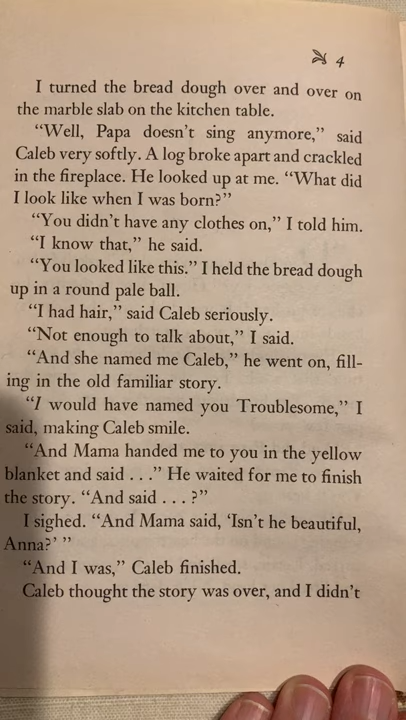 4
I turned the bread dough over and over on
the marble slab on the kitchen table.
“Well, Papa doesn’t sing anymore,” said
Caleb very softly. A log broke apart and crackled
in the fireplace. He looked up at me. “What did
I look like when I was born?”
“You didn’t have any clothes on,” I told him.
“I know that,” he said.
“You looked like this.” I held the bread dough
up in a round pale ball.
“I had hair,” said Caleb seriously.
“Not enough to talk about,” I said.
“And she named me Caleb,” he went on, fill-
ing in the old familiar story.
“I would have named you Troublesome,” I
said, making Caleb smile.
“And Mama handed me to you in the yellow
blanket and said . . .” He waited for me to finish
the story. “And said . . . ?”
I sighed. “And Mama said, ‘Isn’t he beautiful,
Anna?’ ”
“And I was,” Caleb finished.
Caleb thought the story was over, and I didn’t